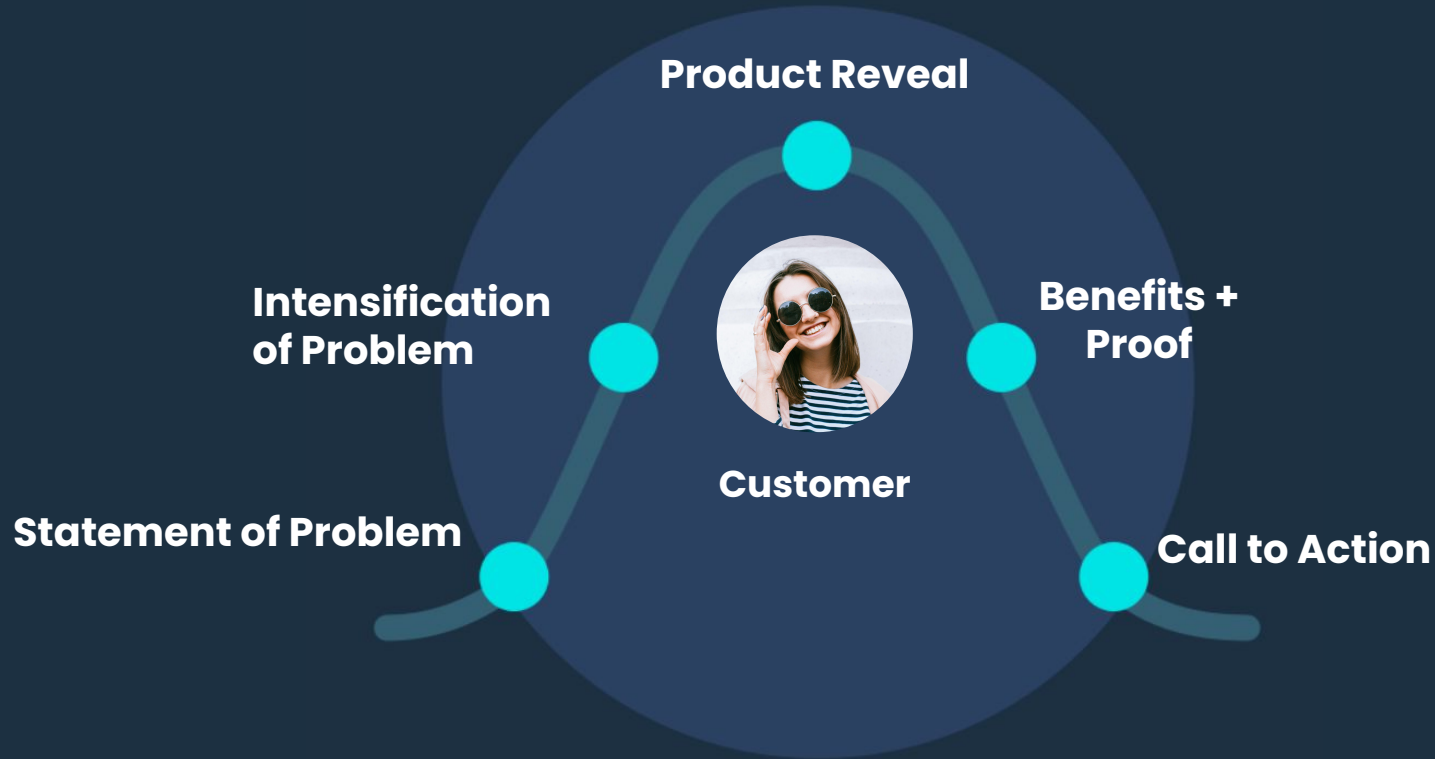 Product Reveal
Intensification
of Problem
Benefits +
Proof
Customer
Statement of Problem
Call to Action